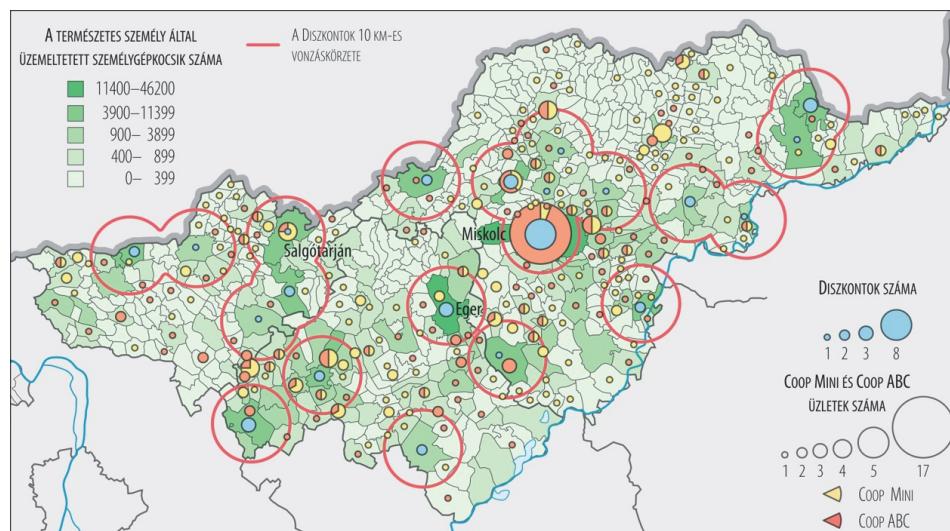 A TERMÉSZETES SZEMÉLY ÁLTAL
ÜZEMELTETETT SZEMÉLYGÉPKOCSIK SZÁMA
11400–46200
3900–11399
900– 3899
400– 899
0– 399
A DISZKONTOK 10 KM-ES
VONZÁSKÖRZETE
Miskolc
Salgótarján
Eger
DISZKONTOK SZÁMA
1 2 3 8
COOP MINI ÉS COOP ABC
ÜZLETEK SZÁMA
1 2 3 4 5 17
COOP MINI
COOP ABC